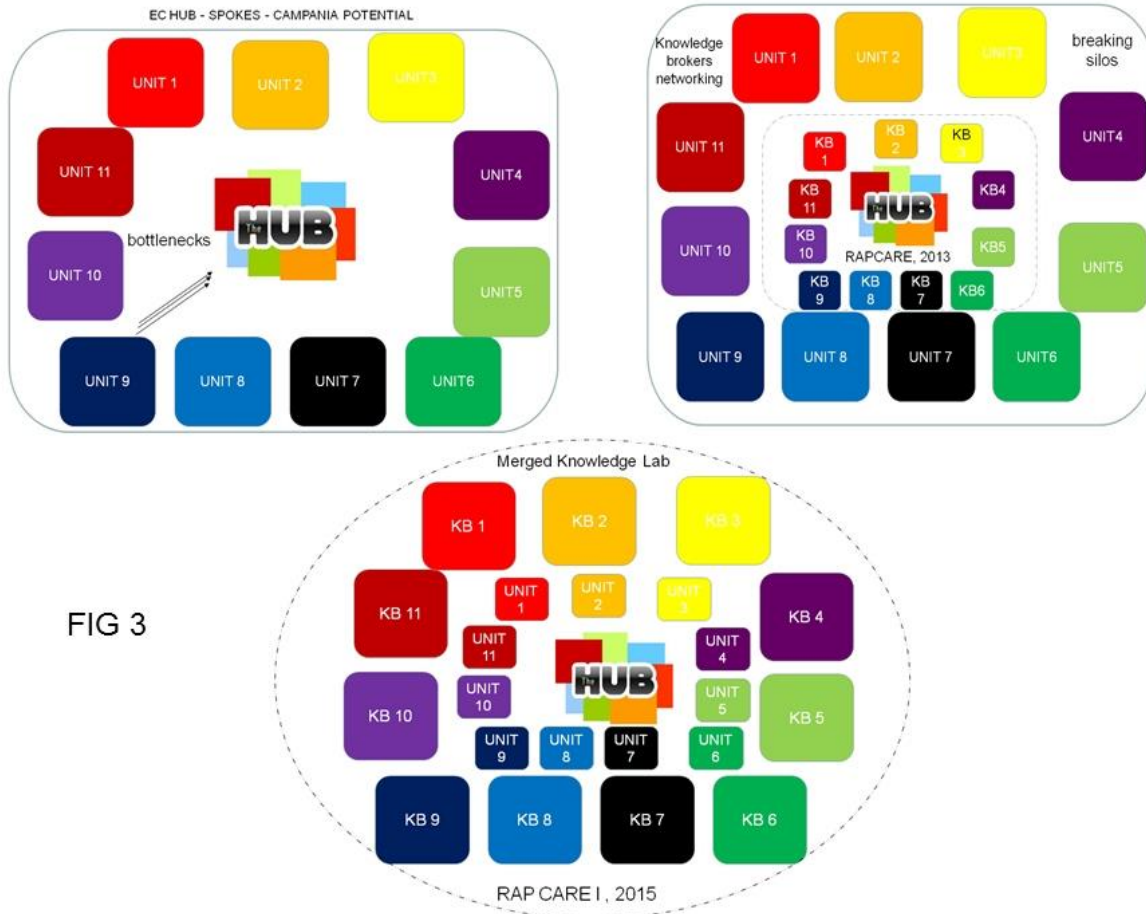 EC HUB - SPOKES - CAMPANIA POTENTIAL
UNIT 1
UNIT 2
UNIT3
UNIT 11
UNIT4
bottlenecks
The HUB
UNIT 10
UNIT5
UNIT 9
UNIT 8
UNIT 7
UNIT6
Knowledge
brokers
networking
UNIT 1
UNIT 2
UNIT3
breaking
silos
UNIT 11
UNIT4
KB
1
KB
2
KB
3
KB
11
KB4
The HUB
UNIT 10
KB
10
KB5
UNIT5
RAPCARE, 2013
KB
9
KB
8
KB
7
KB6
UNIT 9
UNIT 8
UNIT 7
UNIT6
Merged Knowledge Lab
KB 1
KB 2
KB 3
KB 11
UNIT
1
UNIT
2
UNIT
3
KB 4
FIG 3
UNIT
11
UNIT
4
The HUB
KB 10
UNIT
10
UNIT
5
KB 5
UNIT
9
UNIT
8
UNIT
7
UNIT
6
KB 9
KB 8
KB 7
KB 6
RAP CARE I , 2015